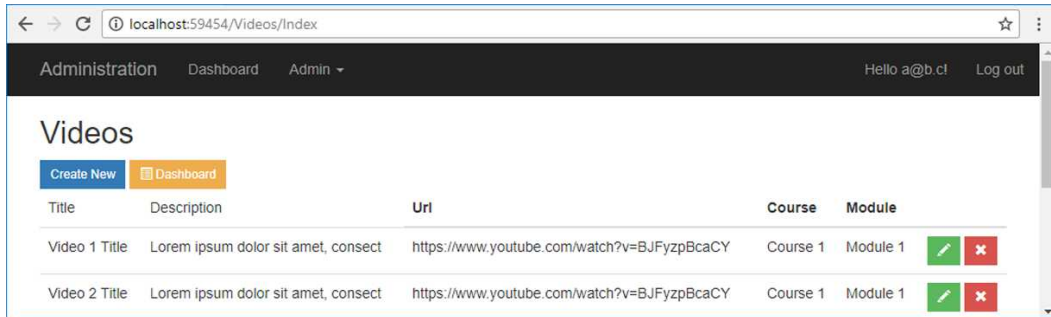 localhost:59454/Videos/Index
Administration Dashboard Admin Hello a@b.c! Log out
Videos
Create New Dashboard
Title Description Url Course Module
Video 1 Title Lorem ipsum dolor sit amet, consect https://www.youtube.com/watch?v=BJFyzpBcaCY Course 1 Module 1
Video 2 Title Lorem ipsum dolor sit amet, consect https://www.youtube.com/watch?v=BJFyzpBcaCY Course 1 Module 1